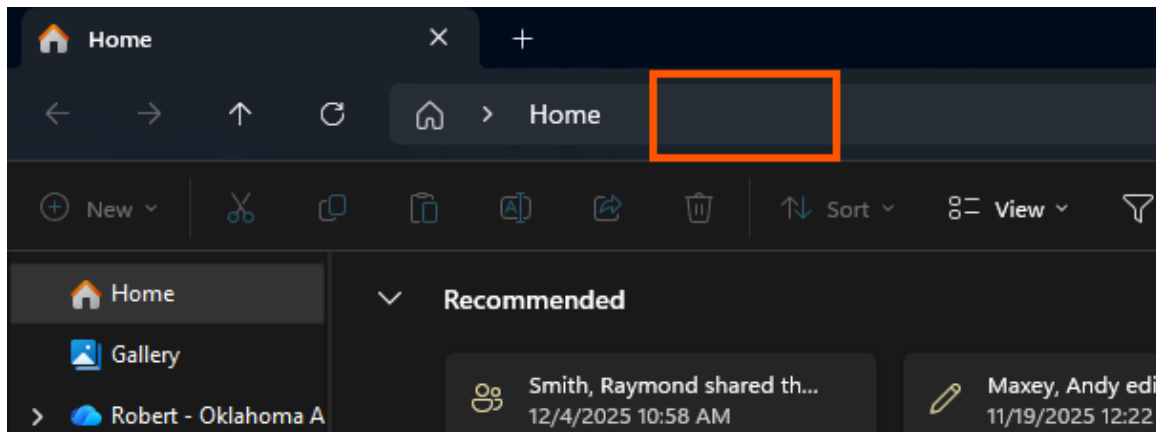 Home
Home
New
Sort
View
Home
Recommended
Gallery
Smith, Raymond shared th...
12/4/2025 10:58 AM
Maxey, Andy edi
11/19/2025 12:22
Robert - Oklahoma A